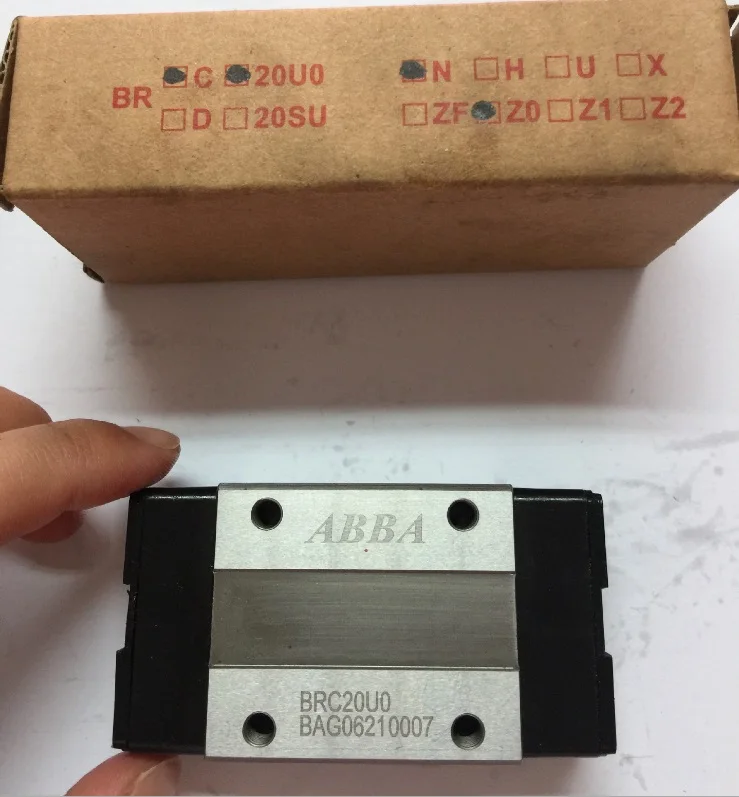 BR
C 20U0 N H U X
D 20SU ZF Z0 Z1 Z2
ABBA
BRC20U0
BAG06210007